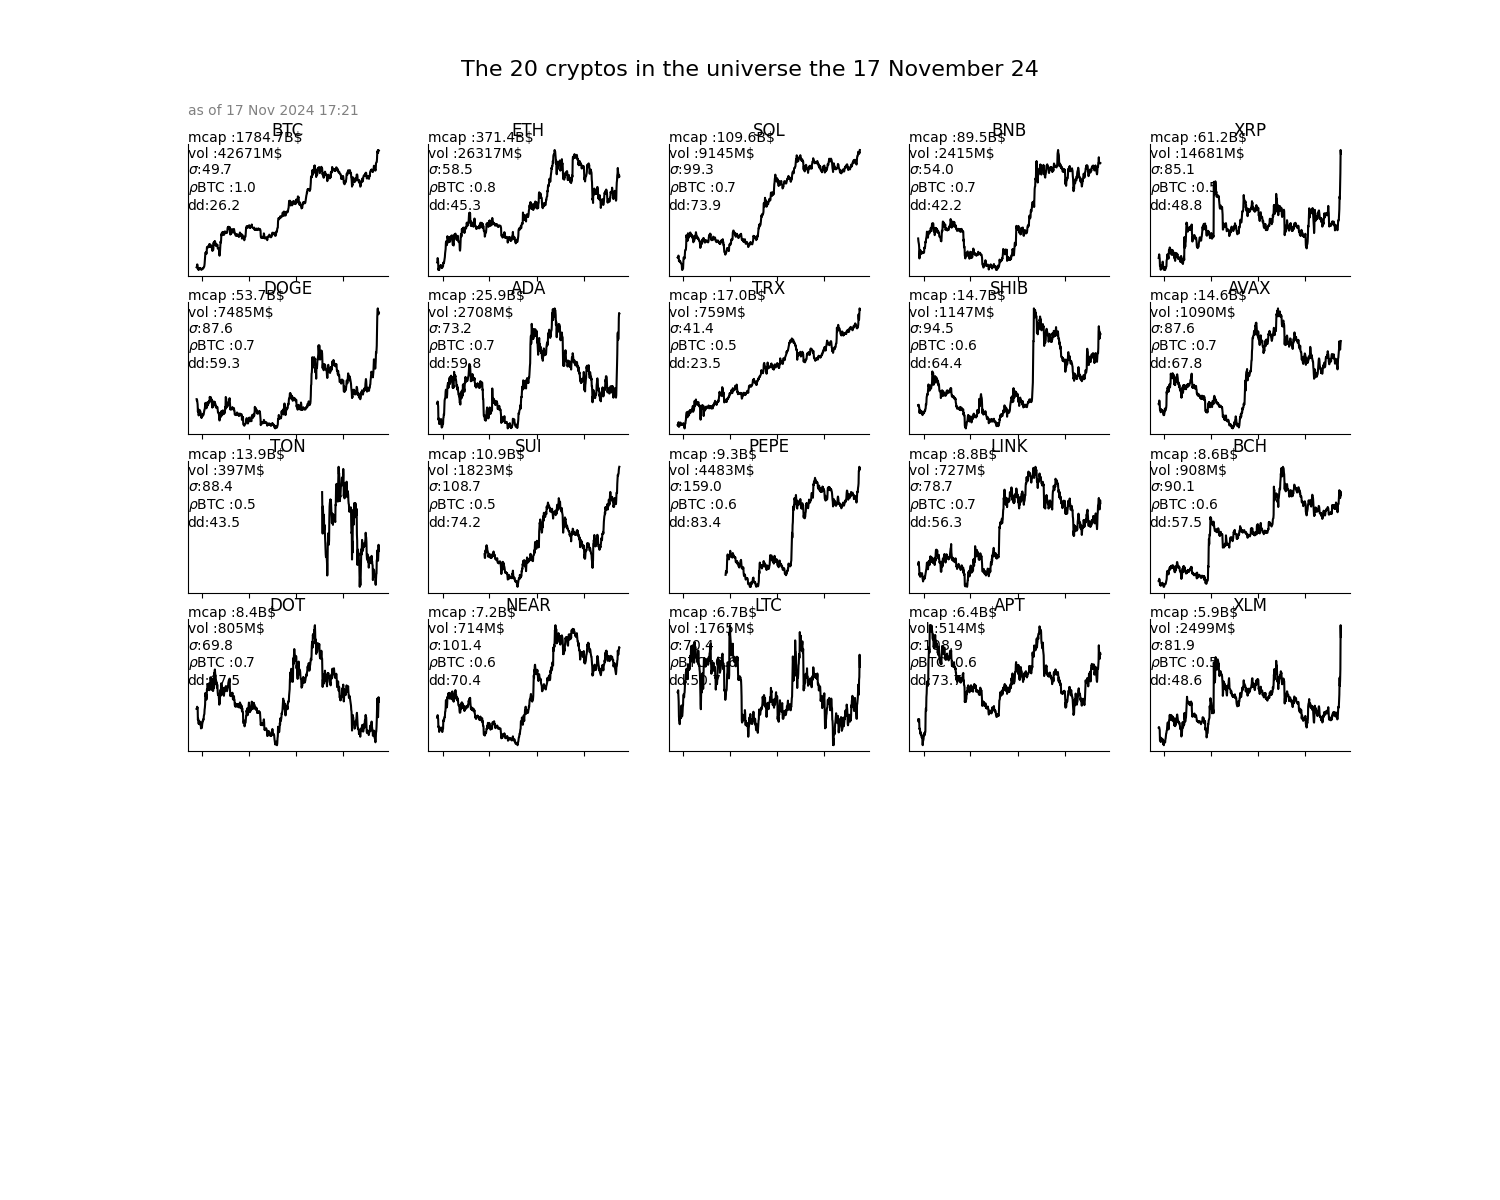 The 20 cryptos in the universe the 17 November 24
as of 17 Nov 2024 17:21
BTC
mcap :1784.7B$
vol :42671M$
σ:49.7
ρBTC :1.0
dd:26.2
ETH
mcap :371.4B$
vol :26317M$
σ:58.5
ρBTC :0.8
dd:45.3
SOL
mcap :109.6B$
vol :9145M$
σ:99.3
ρBTC :0.7
dd:73.9
BNB
mcap :89.5B$
vol :2415M$
σ:54.0
ρBTC :0.7
dd:42.2
XRP
mcap :61.2B$
vol :14681M$
σ:85.1
ρBTC :0.5
dd:48.8
DOGE
mcap :53.7B$
vol :7485M$
σ:87.6
ρBTC :0.7
dd:59.3
ADA
mcap :25.9B$
vol :2708M$
σ:73.2
ρBTC :0.7
dd:59.8
TRX
mcap :17.0B$
vol :759M$
σ:41.4
ρBTC :0.5
dd:23.5
SHIB
mcap :14.7B$
vol :1147M$
σ:94.5
ρBTC :0.6
dd:64.4
AVAX
mcap :14.6B$
vol :1090M$
σ:87.6
ρBTC :0.7
dd:67.8
TON
mcap :13.9B$
vol :397M$
σ:88.4
ρBTC :0.5
dd:43.5
SUI
mcap :10.9B$
vol :1823M$
σ:108.7
ρBTC :0.5
dd:74.2
PEPE
mcap :9.3B$
vol :4483M$
σ:159.0
ρBTC :0.6
dd:83.4
LINK
mcap :8.8B$
vol :727M$
σ:78.7
ρBTC :0.7
dd:56.3
BCH
mcap :8.6B$
vol :908M$
σ:90.1
ρBTC :0.6
dd:57.5
DOT
mcap :8.4B$
vol :805M$
σ:69.8
ρBTC :0.7
NEAR
mcap :7.2B$
vol :714M$
σ:101.4
ρBTC :0.6
dd:70.4
LTC
mcap :6.7B$
vol :1765M$
σ:70.4
APT
mcap :6.4B$
vol :514M$
ρBTC :0.6
XLM
mcap :5.9B$
vol :2499M$
σ:81.9
ρBTC :0.5
dd:48.6